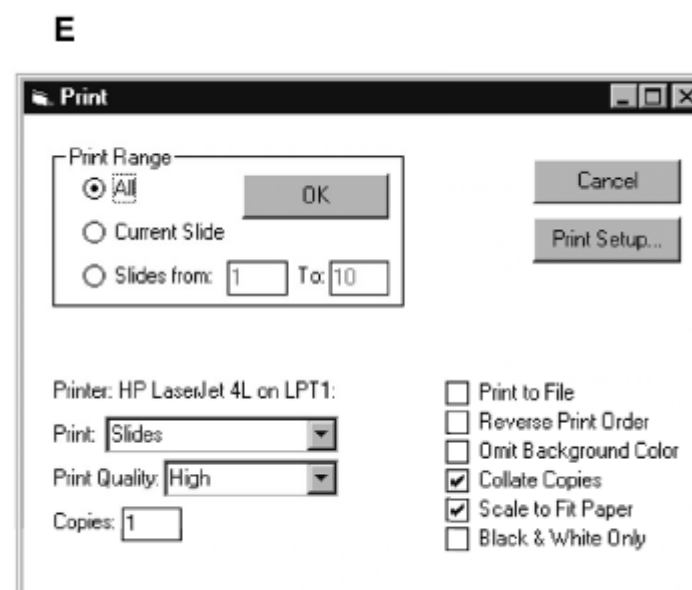 E
Print
Print Range
All
OK
Cancel
Current Slide
Print Setup...
Slides from: 1 To: 10
Printer: HP LaserJet 4L on LPT1:
Print: Slides
Print Quality: High
Copies: 1
Print to File
Reverse Print Order
Omit Background Color
Collate Copies
Scale to Fit Paper
Black & White Only